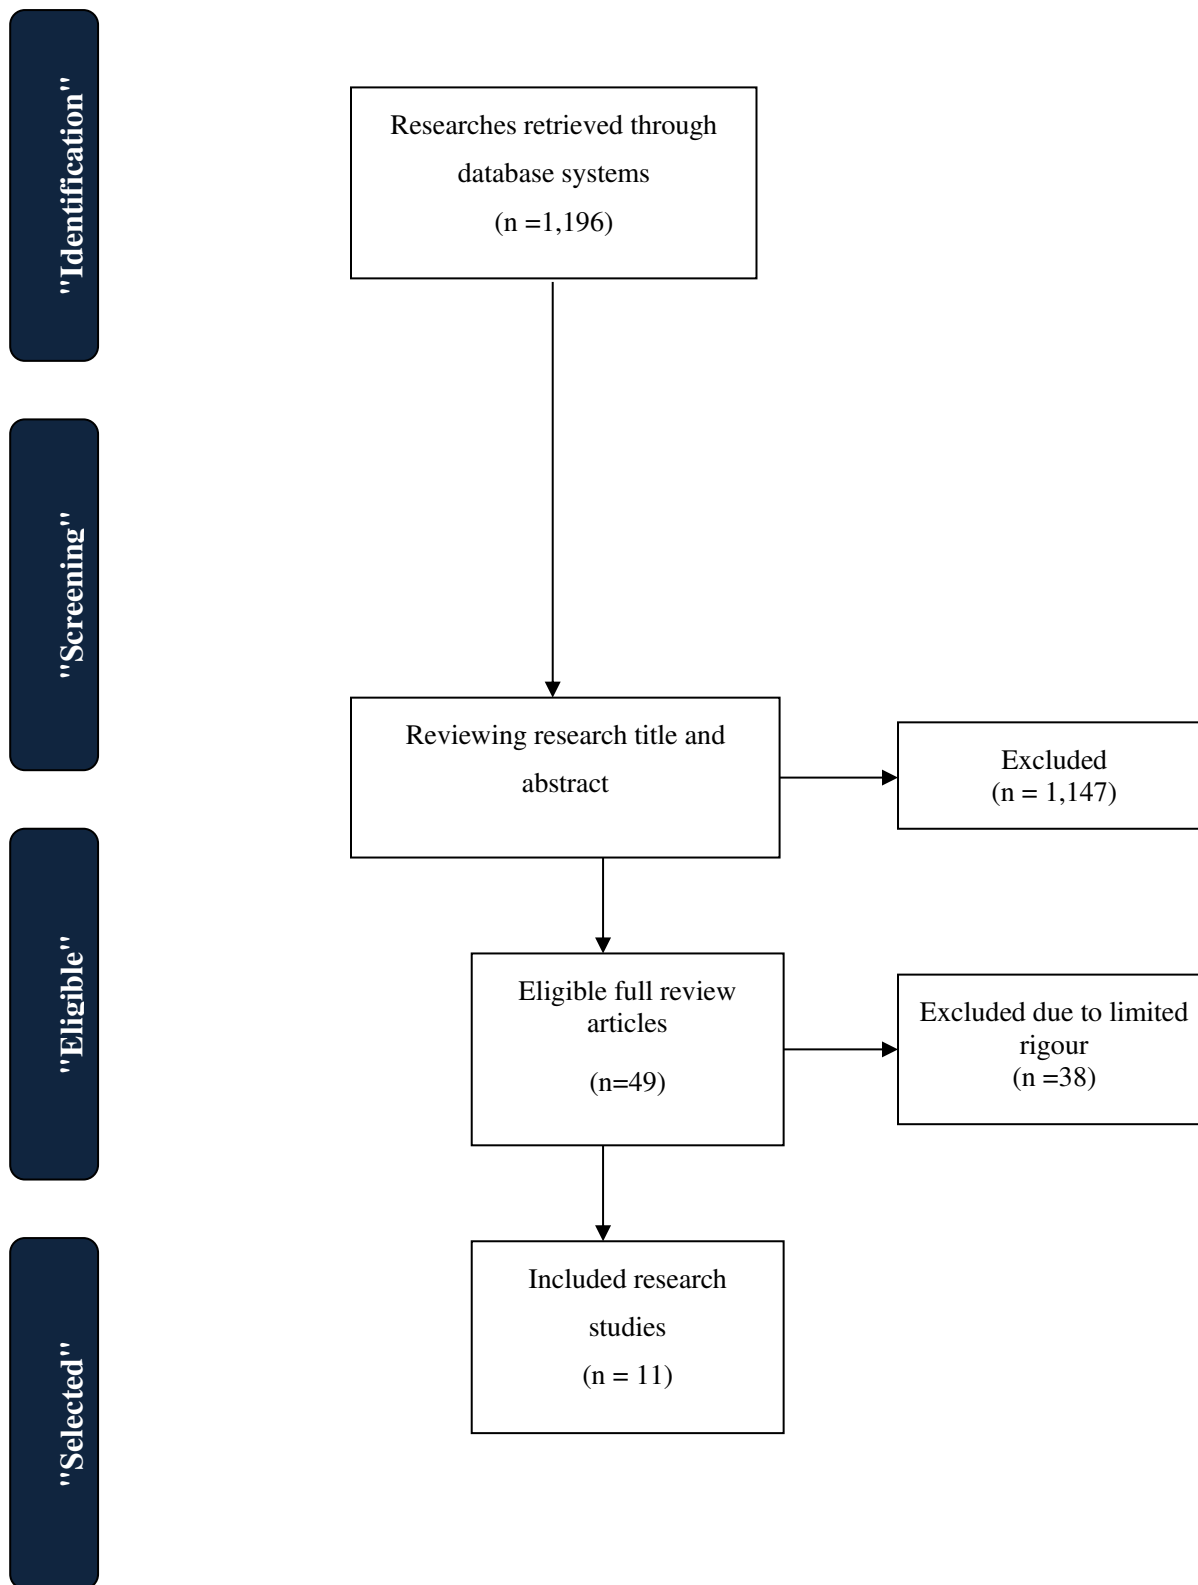 "Identification"
Researches retrieved through
database systems
(n =1,196)
"Screening"
Reviewing research title and
abstract
Excluded
(n = 1,147)
"Eligible"
Eligible full review
articles
(n=49)
Excluded due to limited
rigour
(n =38)
"Selected"
Included research
studies
(n = 11)